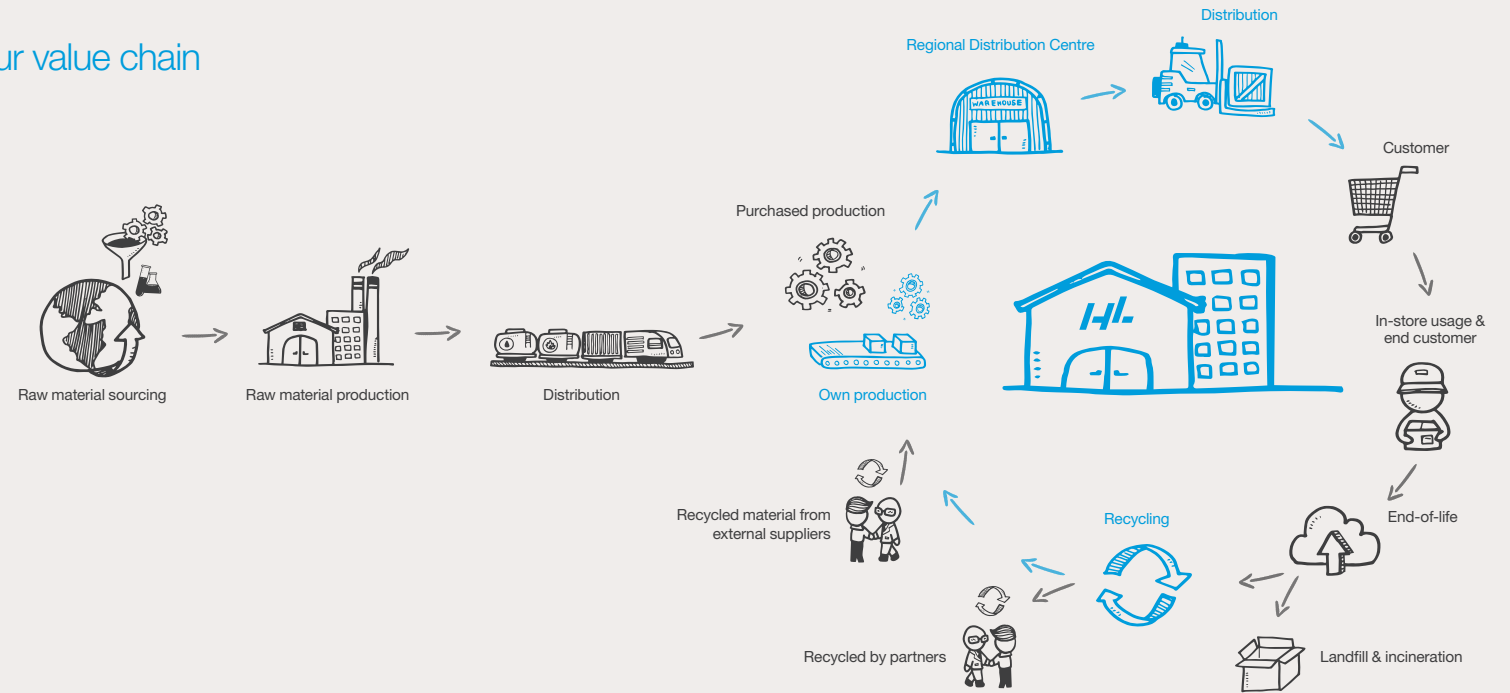 ur value chain
Distribution
Regional Distribution Centre
WAREHOUSE
Customer
Purchased production
In-store usage &
end customer
HL
Raw material sourcing
Raw material production
Distribution
Own production
Recycled material from
external suppliers
Recycling
End-of-life
Recycled by partners
Landfill & incineration